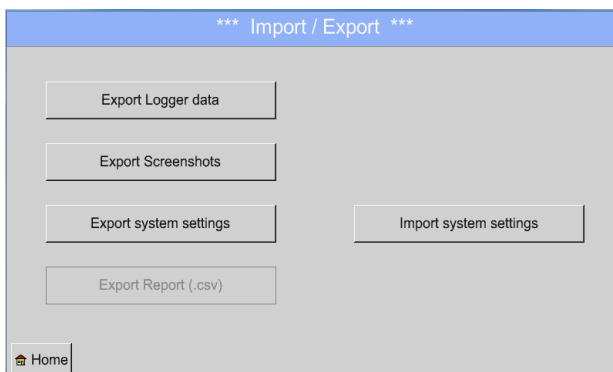 *** Import / Export ***
Export Logger data
Export Screenshots
Export system settings
Import system settings
Export Report (.csv)
Home